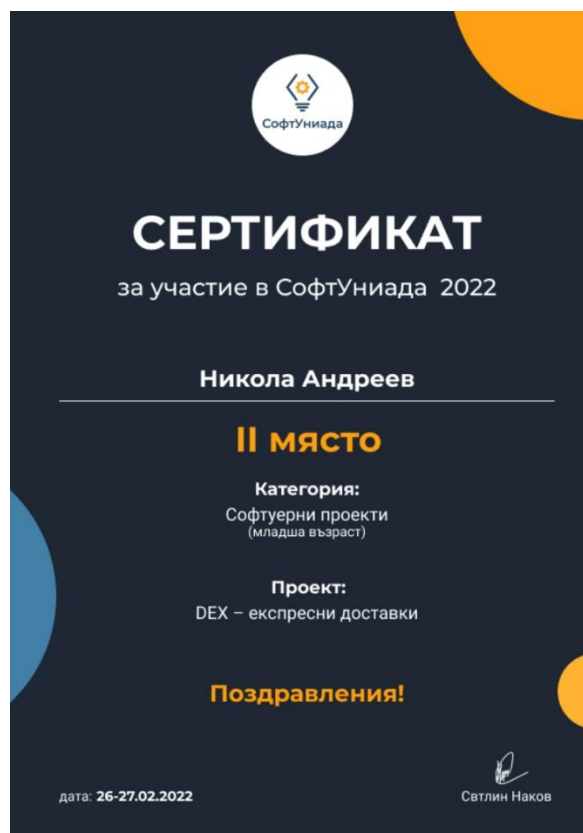 СофтУниада
СЕРТИФИКАТ
за участие в СофтУниада 2022
Никола Андреев
II място
Категория:
Софтуерни проекти
(младша възраст)
Проект:
DEX – експресни доставки
Поздравления!
дата: 26-27.02.2022
Свтлин Наков